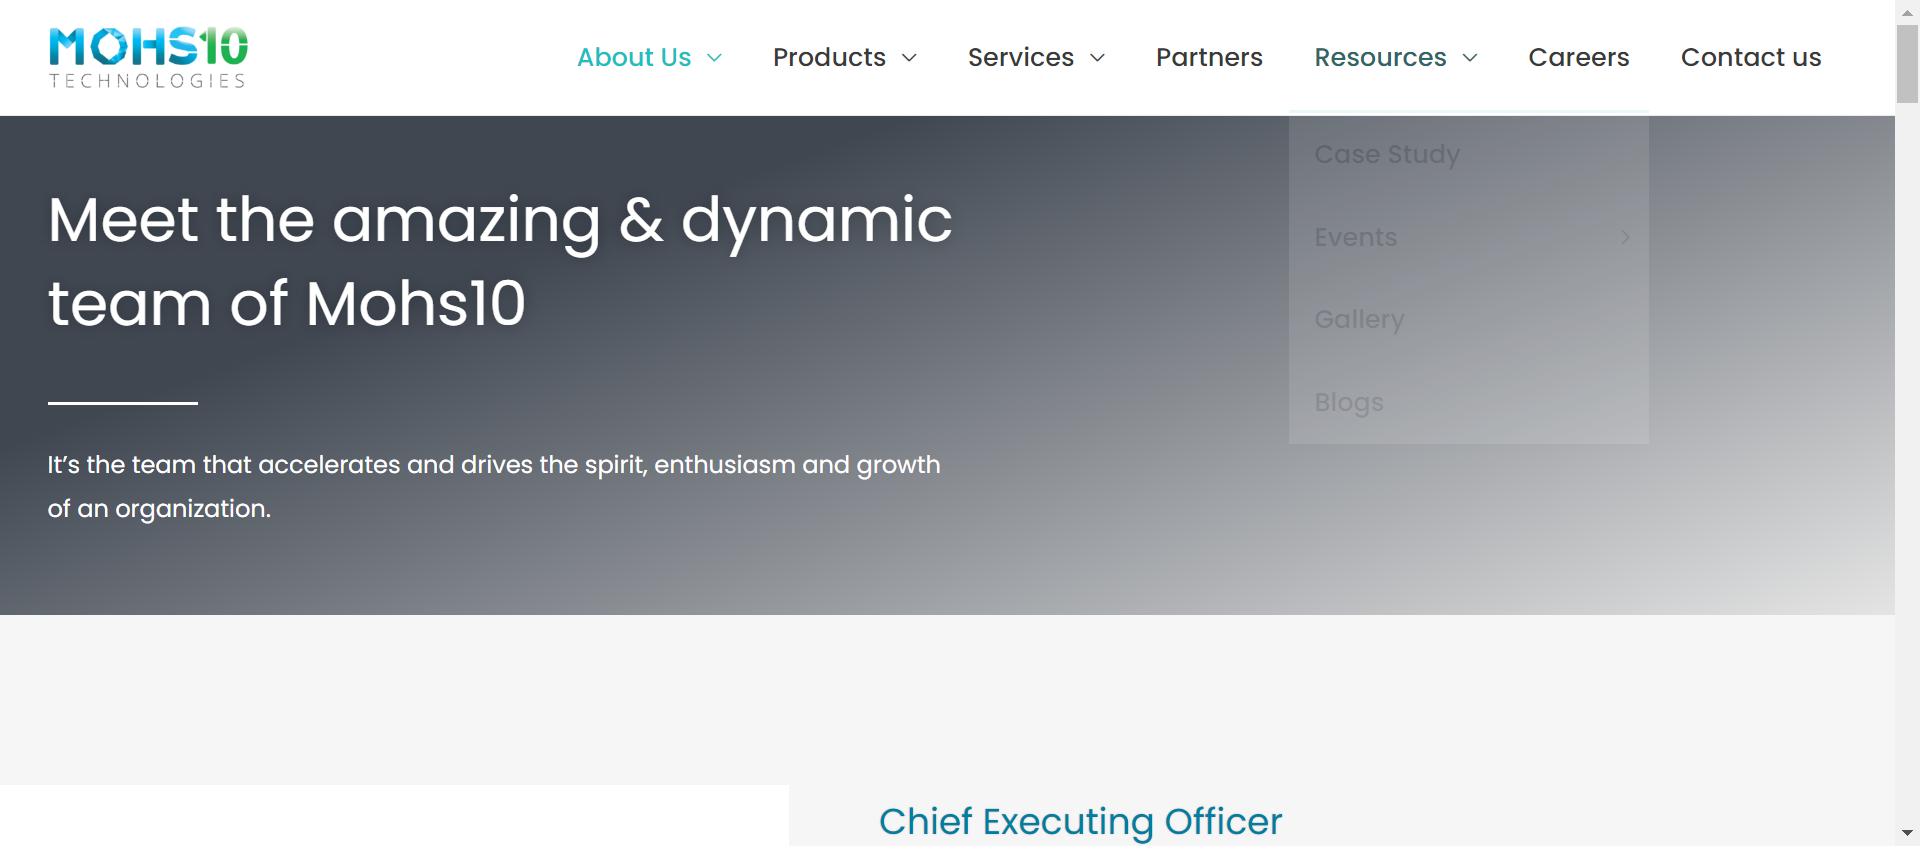 MOHS10
TECHNOLOGIES
About Us
Products
Services
Partners
Resources
Careers
Contact us
Case Study
Events
Gallery
Blogs
Meet the amazing & dynamic
team of Mohs10
It’s the team that accelerates and drives the spirit, enthusiasm and growth
of an organization.
Chief Executing Officer